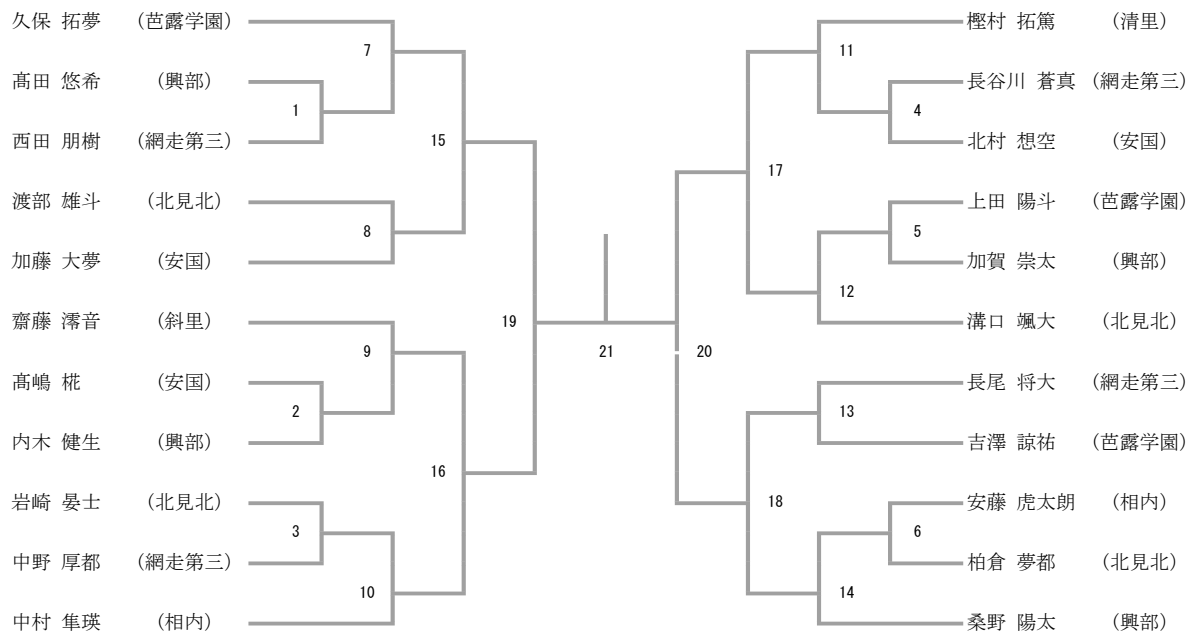 久保 拓夢 (芭露学園)
7
髙田 悠希 (興部)
1
西田 朋樹 (網走第三)
15
渡部 雄斗 (北見北)
8
加藤 大夢 (安国)
19
齋藤 澪音 (斜里)
9
髙嶋 椛 (安国)
2
内木 健生 (興部)
16
岩崎 晏士 (北見北)
3
中野 厚都 (網走第三)
10
中村 隼瑛 (相内)
21
樫村 拓篤 (清里)
11
長谷川 蒼真 (網走第三)
4
北村 想空 (安国)
17
上田 陽斗 (芭露学園)
5
加賀 崇太 (興部)
12
溝口 颯大 (北見北)
20
長尾 将大 (網走第三)
13
吉澤 諒祐 (芭露学園)
18
安藤 虎太朗 (相内)
6
柏倉 夢都 (北見北)
14
桑野 陽太 (興部)